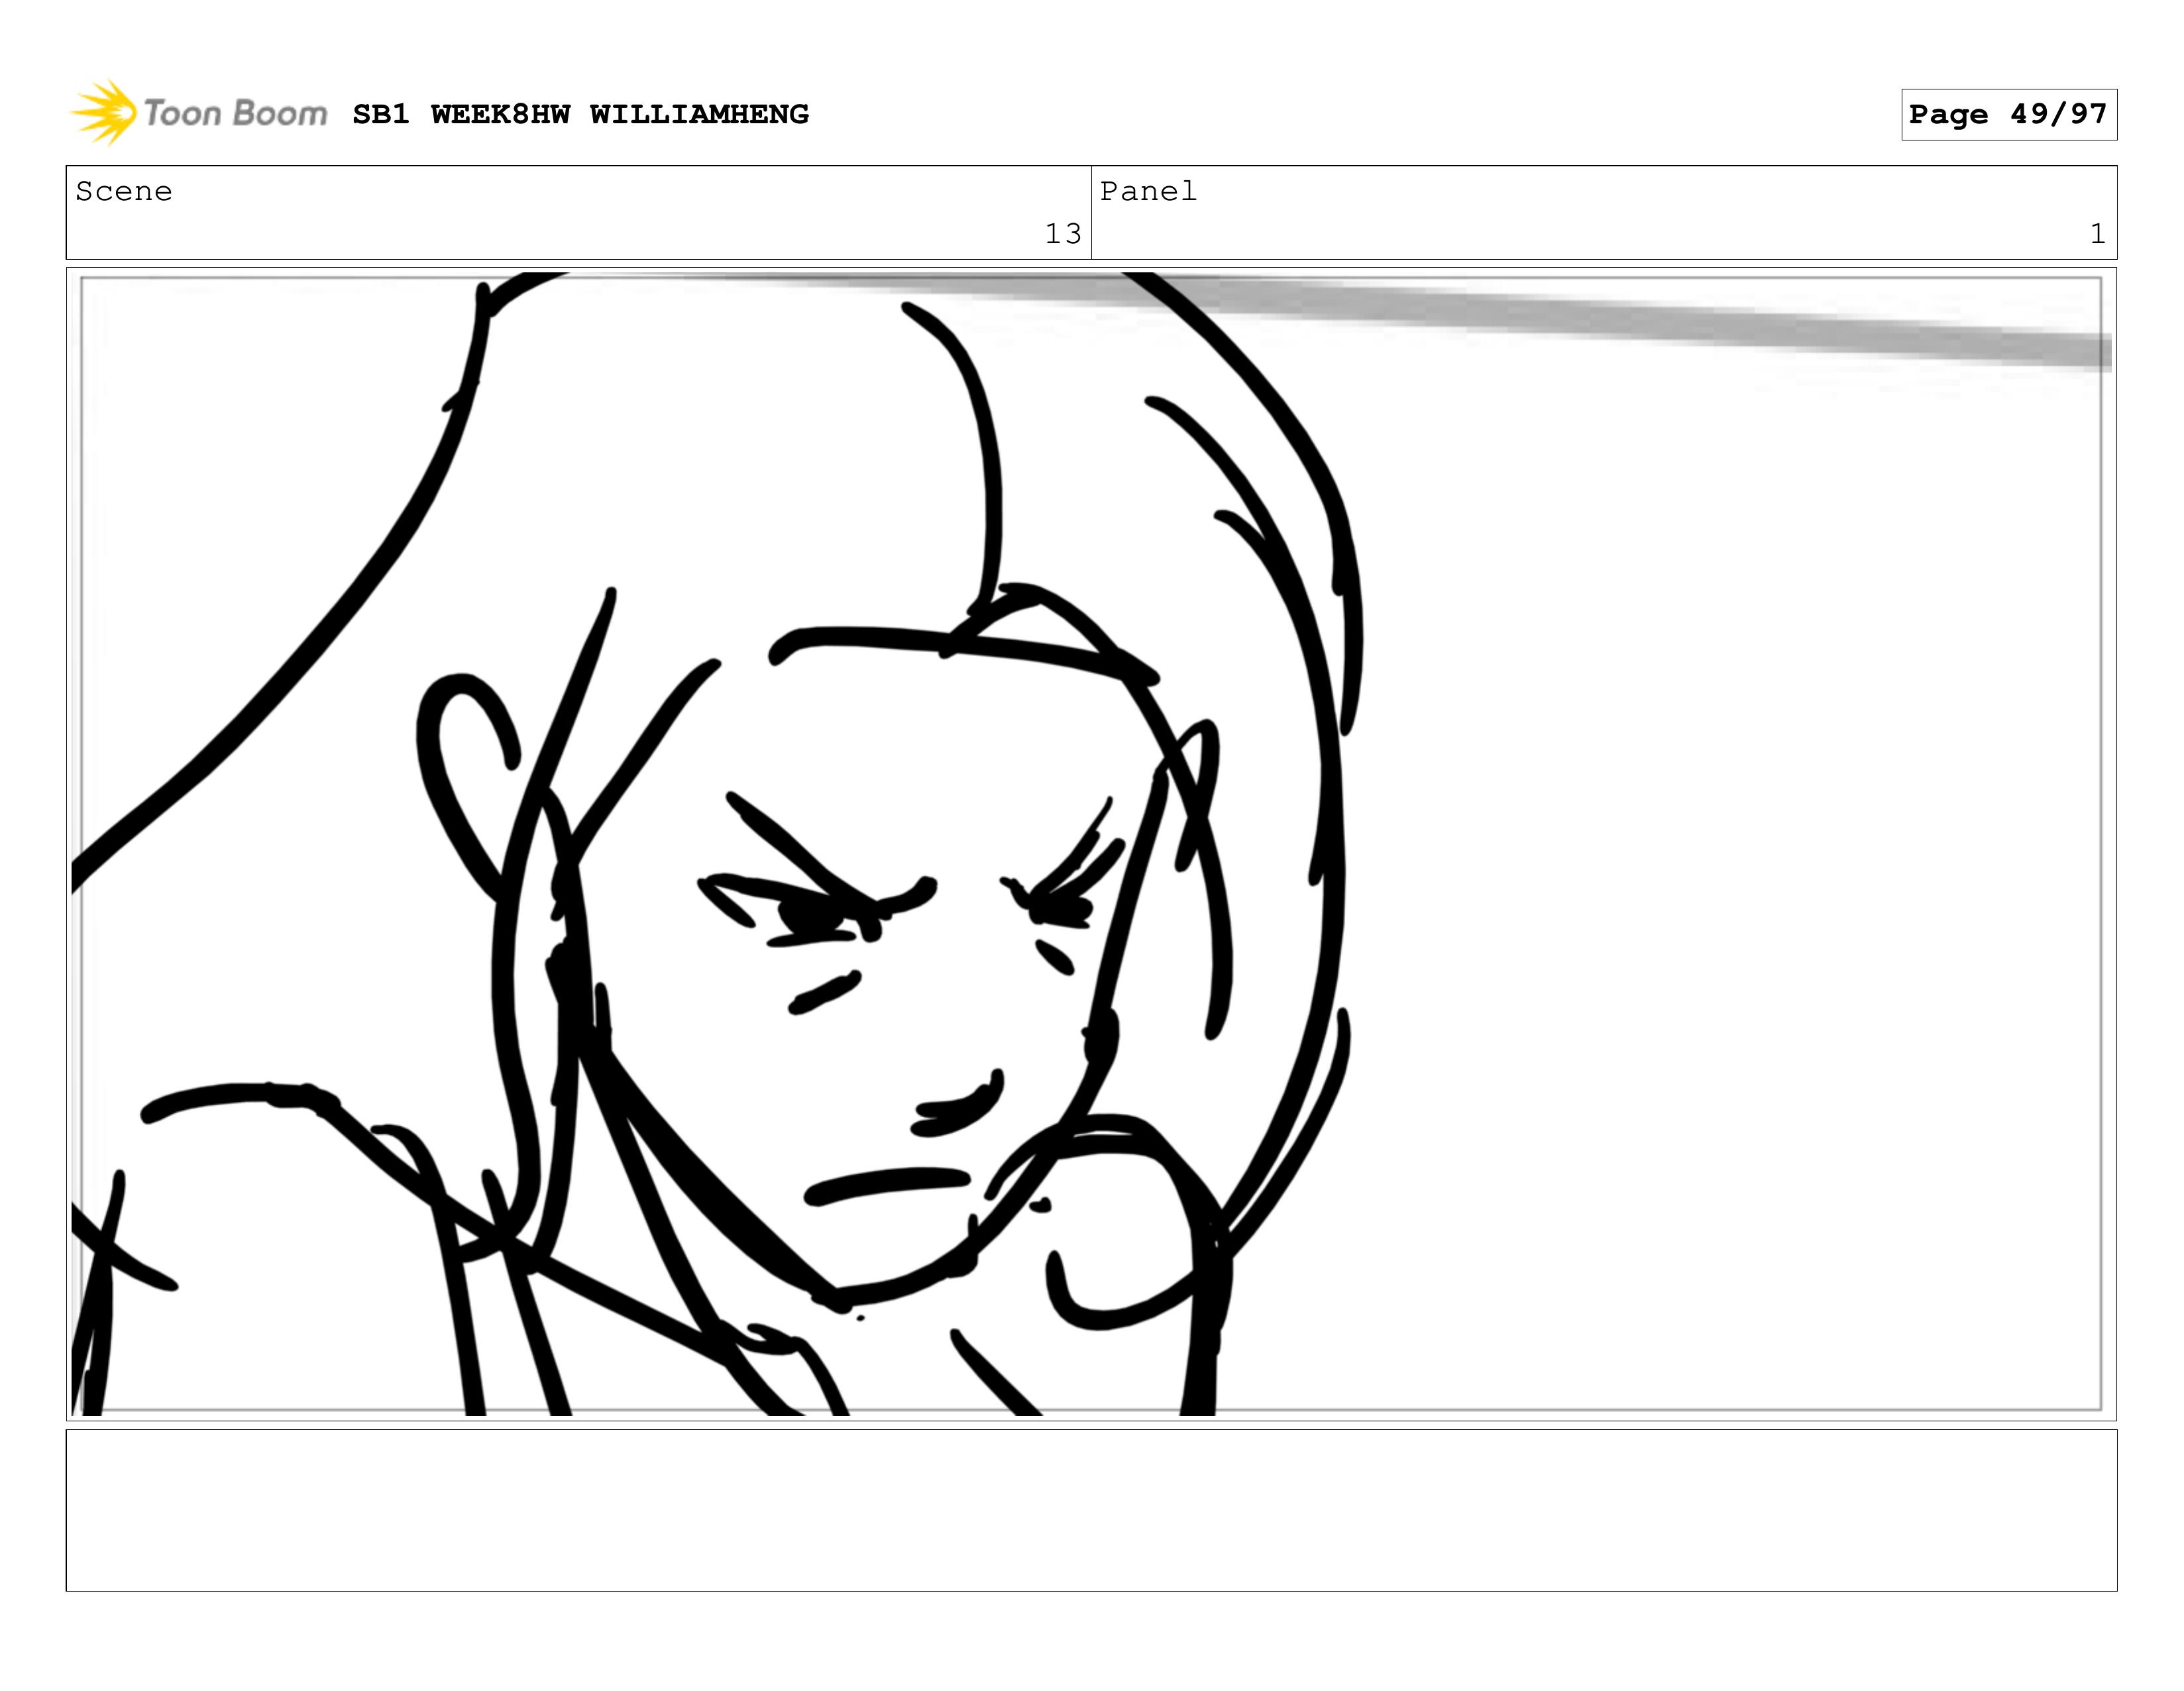 Toon Boom SB1 WEEK8HW WILLIAMHENG
Page 49/97
Scene
13
Panel
1